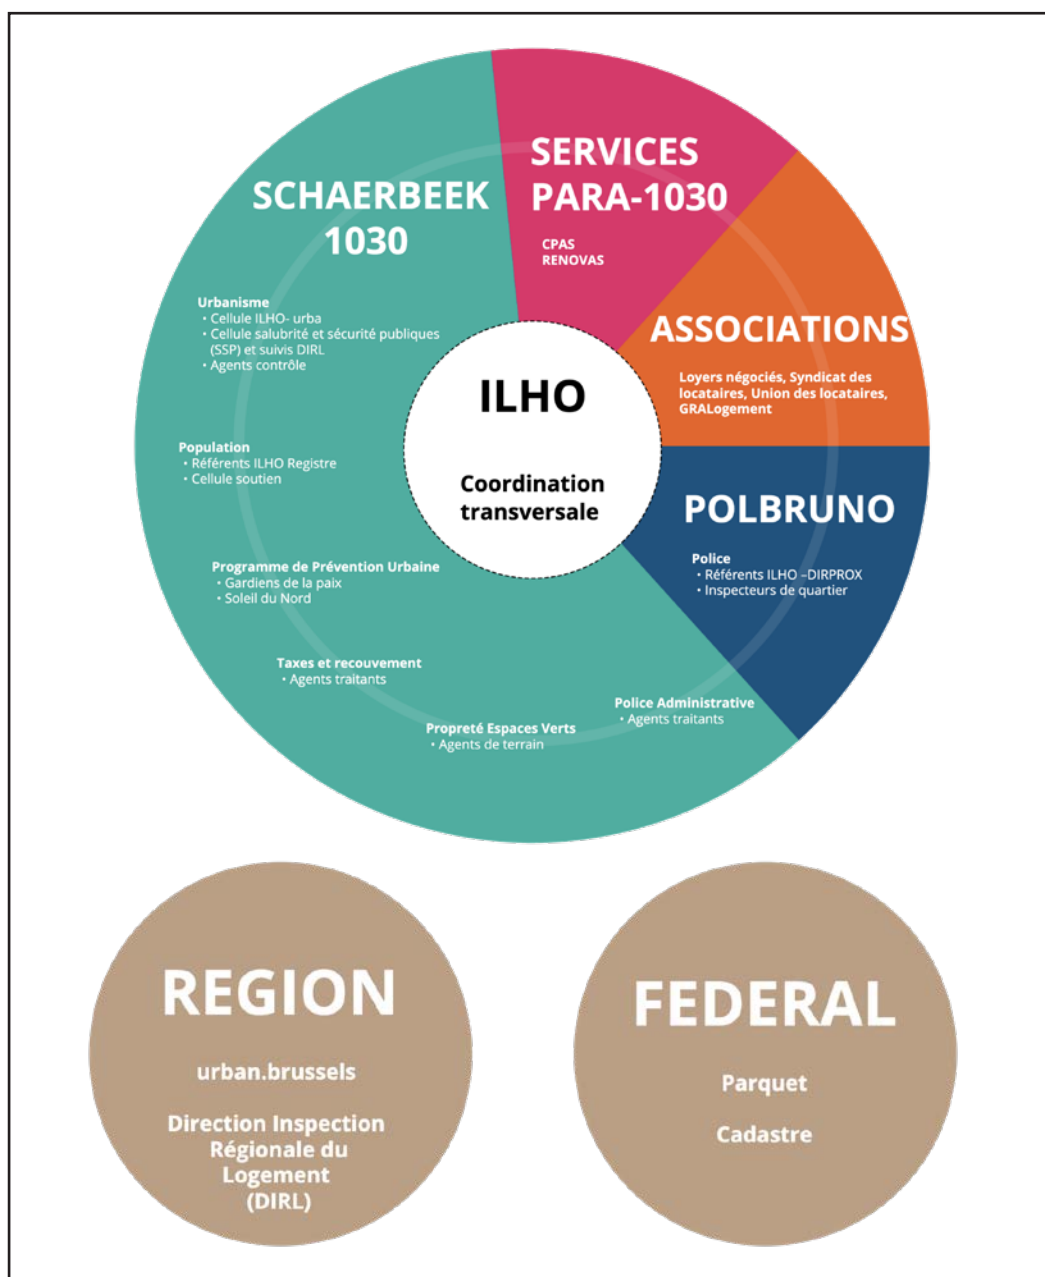 SCHAERBEEK
1030
Urbanisme
• Cellule ILHO- urba
• Cellule salubrité et sécurité publiques
(SSP) et suivis DIRL
• Agents contrôle
Population
• Référents ILHO Registre
• Cellule soutien
Programme de Prévention Urbaine
• Gardiens de la paix
• Soleil du Nord
Taxes et recouvement
• Agents traitants
Propreté Espaces Verts
• Agents de terrain
Police Administrative
• Agents traitants
SERVICES
PARA-1030
CPAS
RENOVAS
ASSOCIATIONS
Loyers négociés, Syndicat des
locataires, Union des locataires,
GRALogement
POLBRUNO
Police
• Référents ILHO –DIRPROX
• Inspecteurs de quartier
ILHO
Coordination
transversale
REGION
urban.brussels
Direction Inspection
Régionale du
Logement
(DIRL)
FEDERAL
Parquet
Cadastre